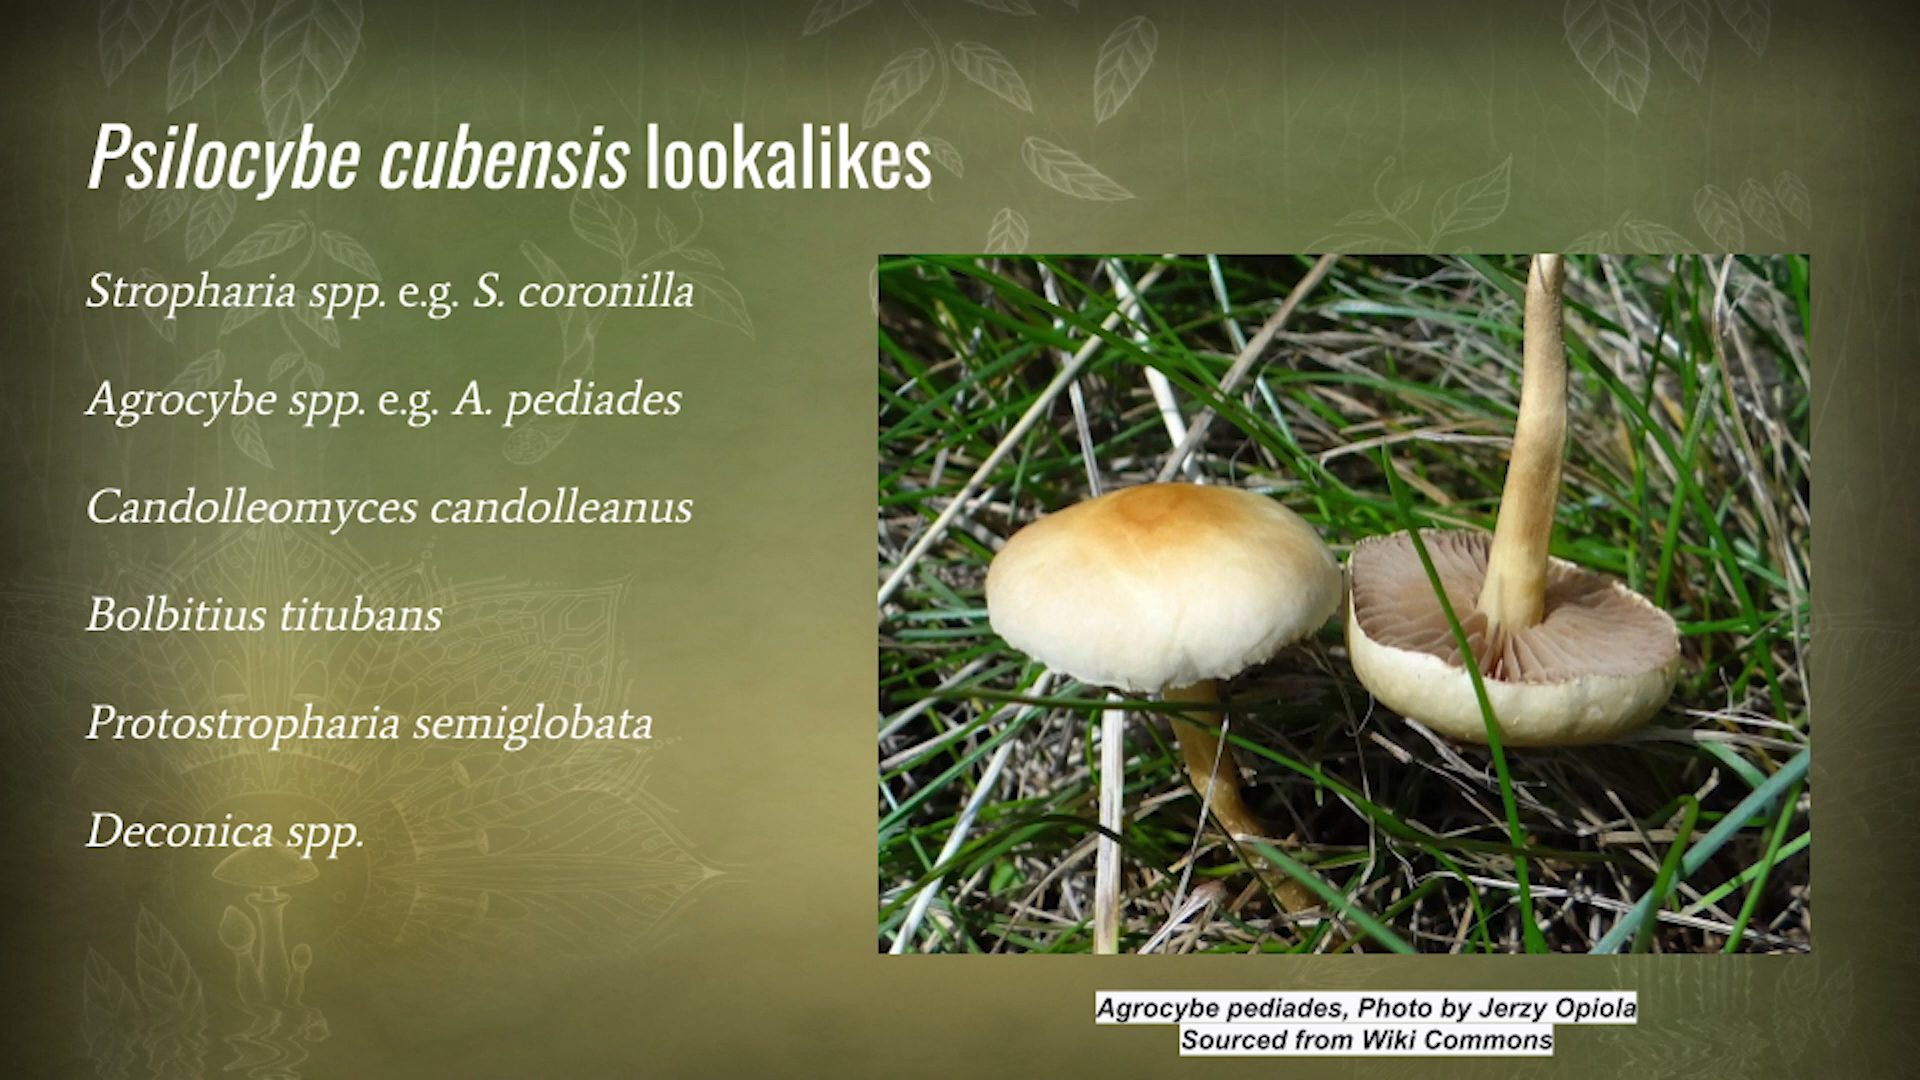 Psilocybe cubensis lookalikes
Stropharia spp. e.g. S. coronilla
Agrocybe spp. e.g. A. pediades
Candolleomyces candolleanus
Bolbitius titubans
Protostropharia semiglobata
Deconica spp.
Agrocybe pediades, Photo by Jerzy Opiola
Sourced from Wiki Commons